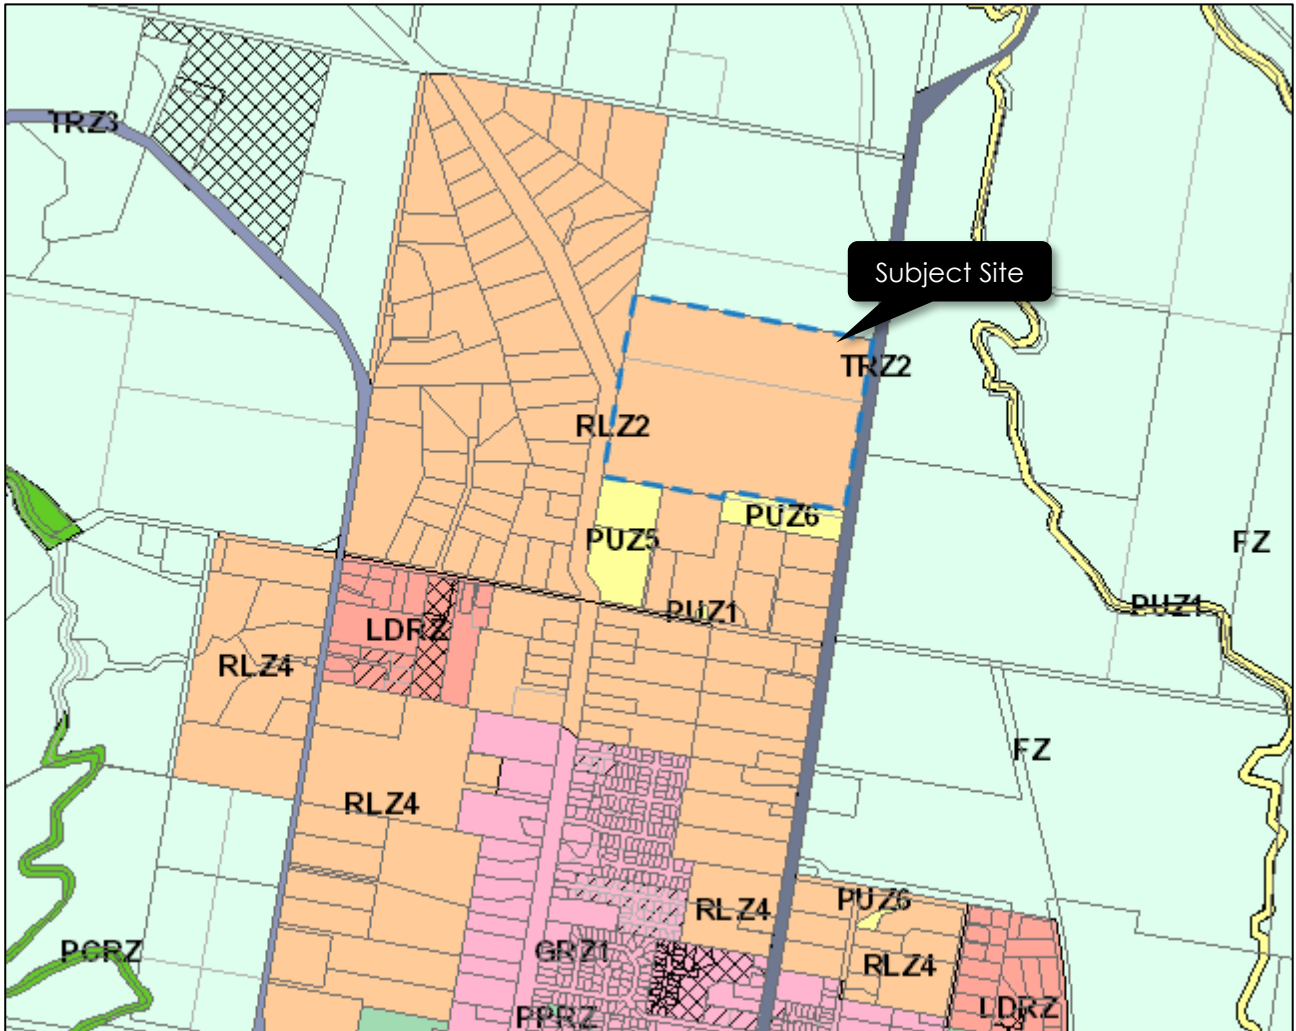 TRZ3
Subject Site
TRZ2
RLZ2
PUZ6
PUZ5
FZ
PUZ1
PUZ1
LDRZ
RLZ4
FZ
RLZ4
PUZ6
RLZ4
PCRZ
GRZ1
RLZ4
LDRZ
PPRZ